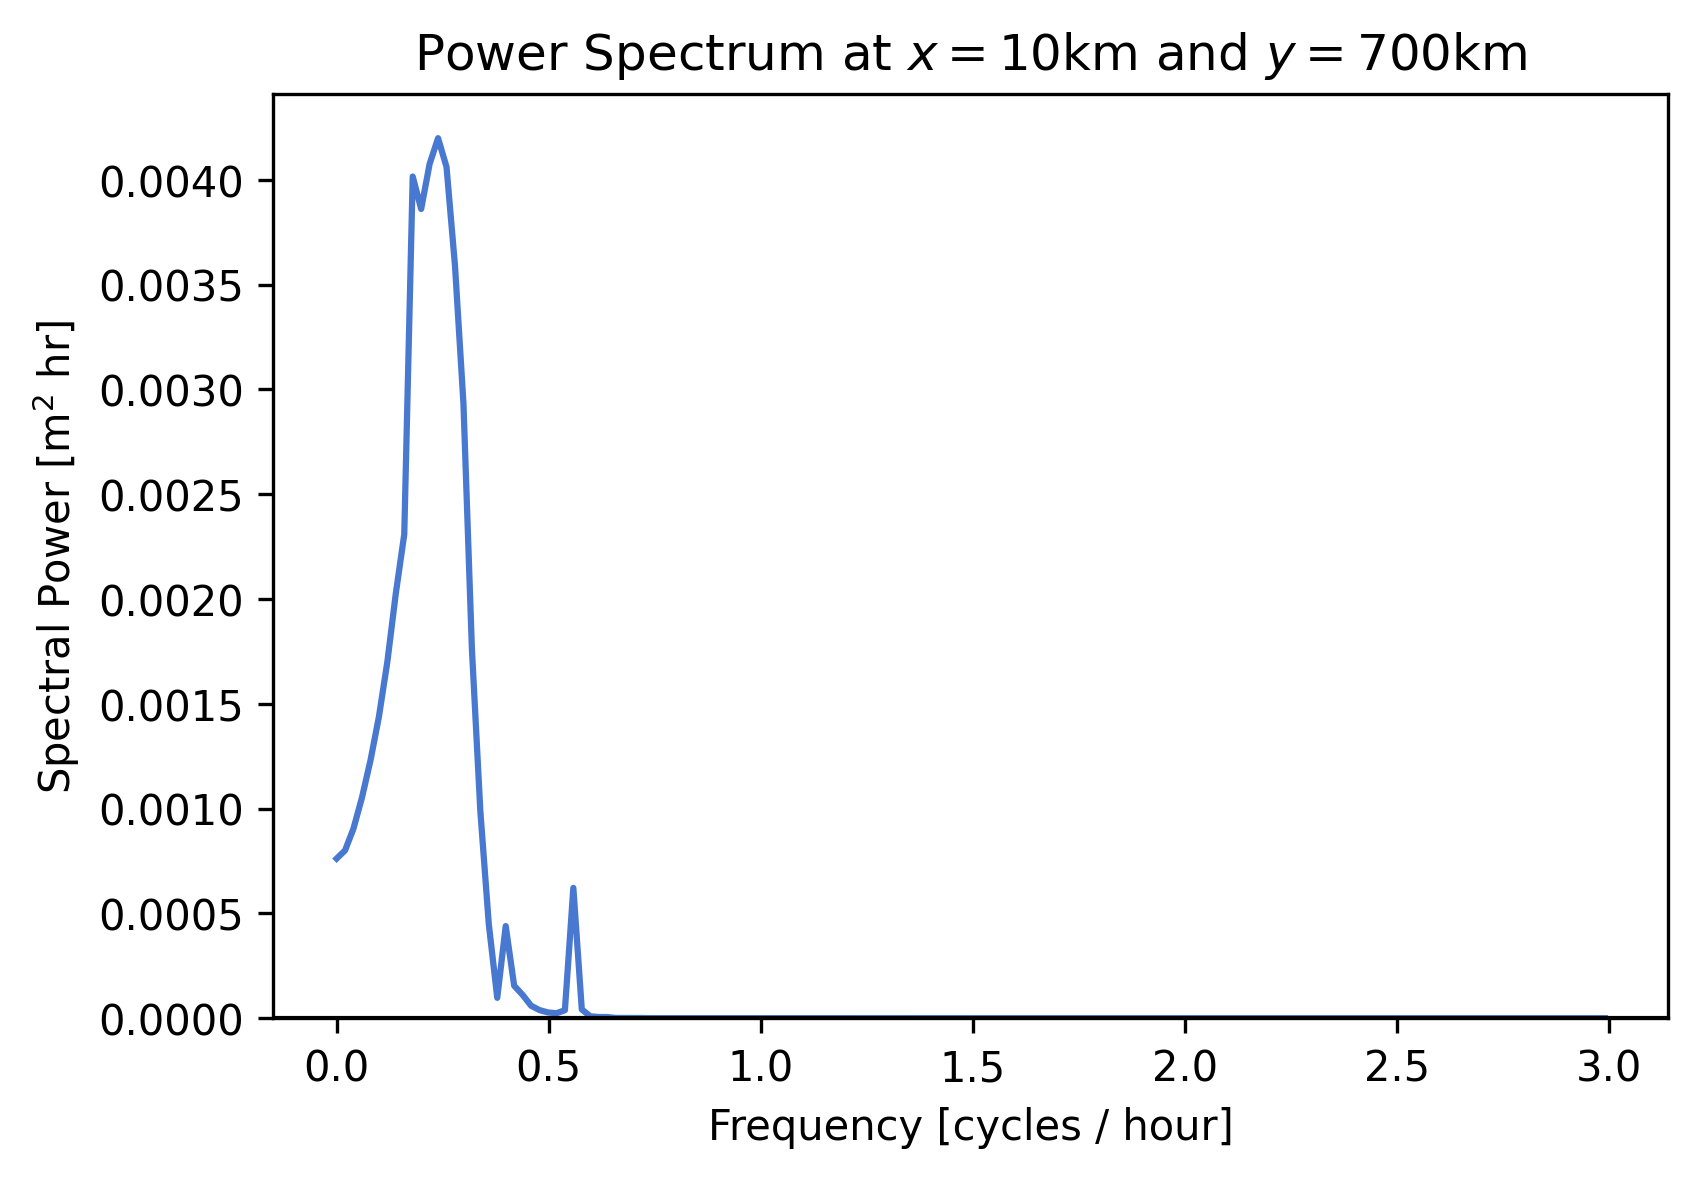 Power Spectrum at x = 10km and y = 700km
0.0040
0.0035
0.0030
0.0025
0.0020
0.0015
0.0010
0.0005
0.0000
Spectral Power [m² hr]
0.0 0.5 1.0 1.5 2.0 2.5 3.0
Frequency [cycles / hour]